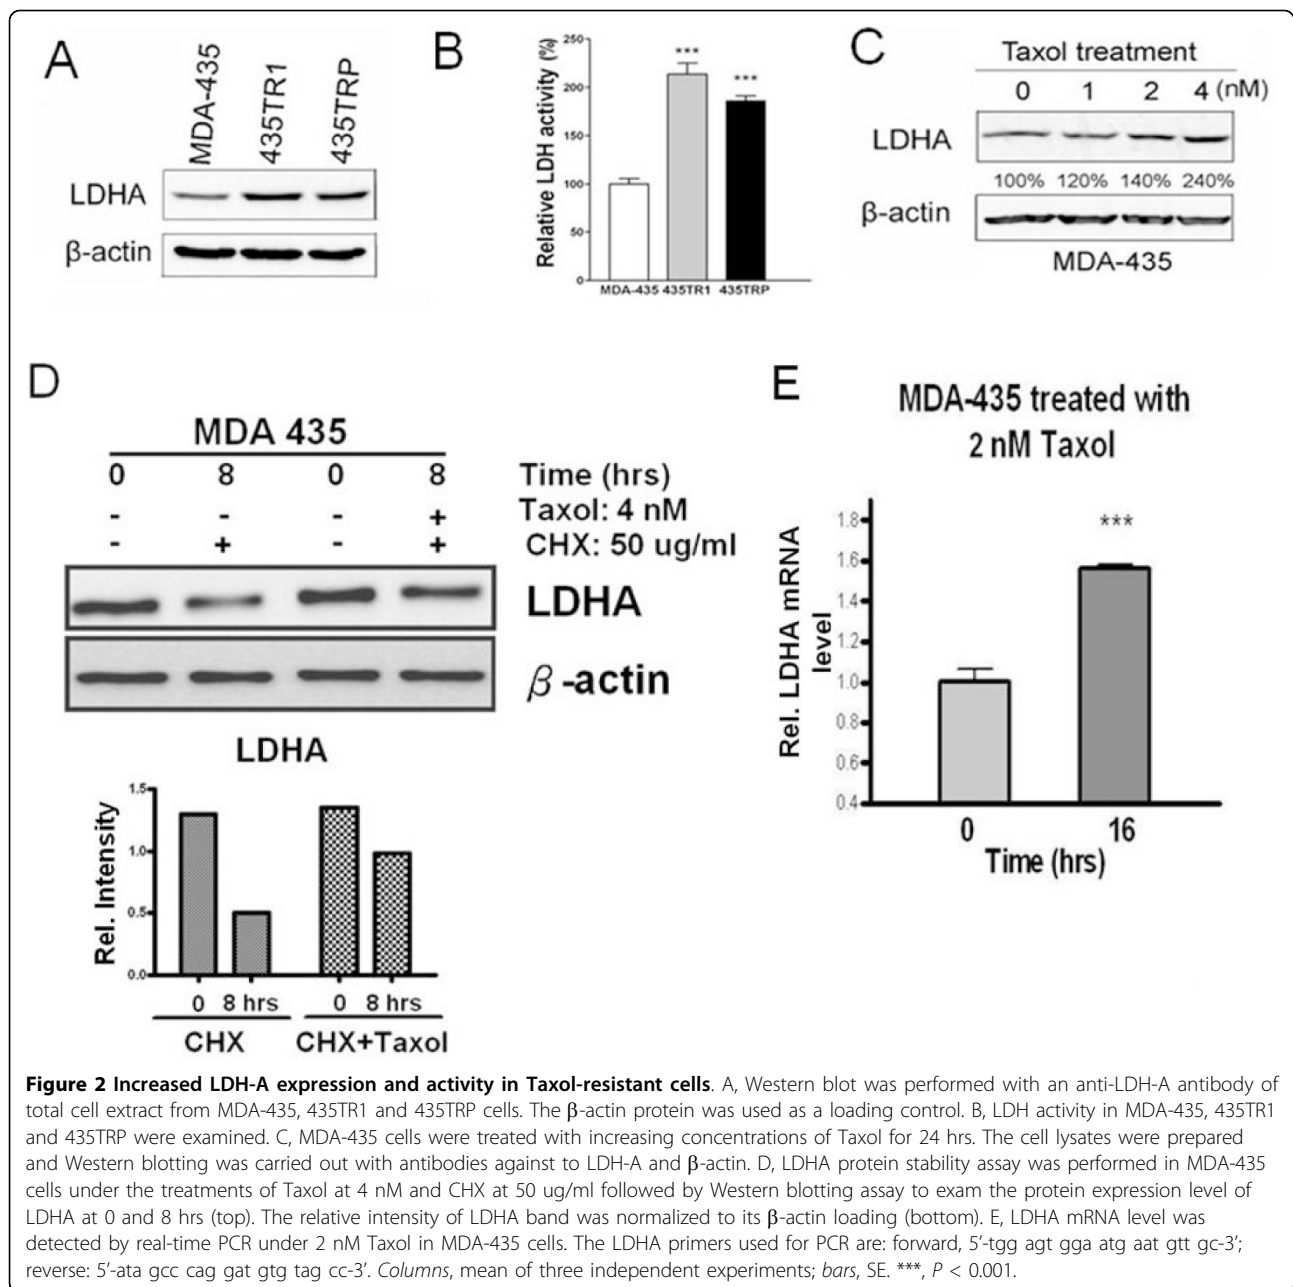 A
MDA-435
435TR1
435TRP
LDHA
β-actin
B
Relative LDH activity (%)
250
200
150
100
50
0
***
***
MDA-435 435TR1 435TRP
C
Taxol treatment
0 1 2 4 (nM)
LDHA
100% 120% 140% 240%
β-actin
MDA-435
D
MDA 435
0 8 0 8 Time (hrs)
- - - + Taxol: 4 nM
- + - + CHX: 50 ug/ml
LDHA
β-actin
LDHA
Rel. Intensity
1.5
1.0
0.5
0.0
0 8 hrs 0 8 hrs
CHX CHX+Taxol
E
MDA-435 treated with
2 nM Taxol
Rel. LDHA mRNA
level
1.8
1.6
1.4
1.2
1.0
0.8
0.6
0.4
***
0 16
Time (hrs)
Figure 2 Increased LDH-A expression and activity in Taxol-resistant cells. A, Western blot was performed with an anti-LDH-A antibody of
total cell extract from MDA-435, 435TR1 and 435TRP cells. The β-actin protein was used as a loading control. B, LDH activity in MDA-435, 435TR1
and 435TRP were examined. C, MDA-435 cells were treated with increasing concentrations of Taxol for 24 hrs. The cell lysates were prepared
and Western blotting was carried out with antibodies against to LDH-A and β-actin. D, LDHA protein stability assay was performed in MDA-435
cells under the treatments of Taxol at 4 nM and CHX at 50 ug/ml followed by Western blotting assay to exam the protein expression level of
LDHA at 0 and 8 hrs (top). The relative intensity of LDHA band was normalized to its β-actin loading (bottom). E, LDHA mRNA level was
detected by real-time PCR under 2 nM Taxol in MDA-435 cells. The LDHA primers used for PCR are: forward, 5′-tgg agt gga atg aat gtt gc-3′;
reverse: 5′-ata gcc cag gat gtg tag cc-3′. Columns, mean of three independent experiments; bars, SE. ***, P < 0.001.